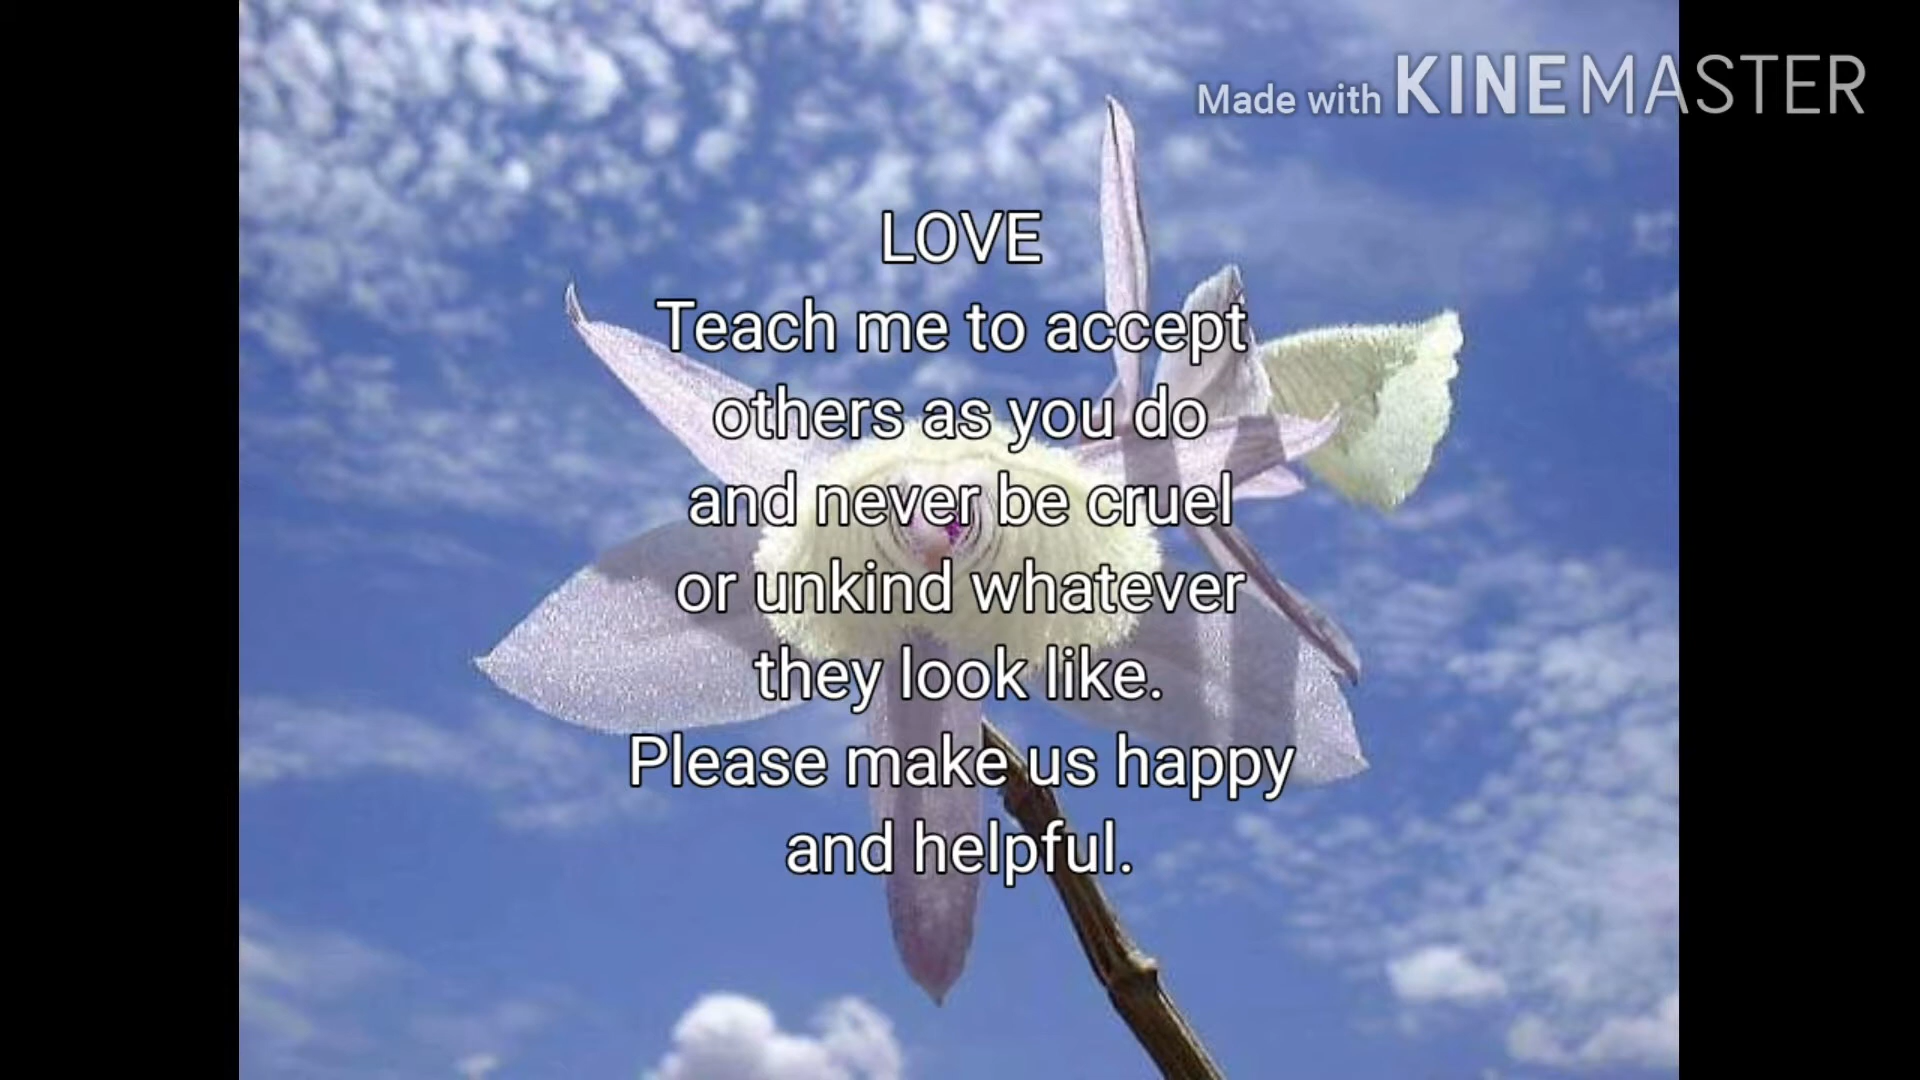 Made with KINEMASTER
LOVE
Teach me to accept
others as you do
and never be cruel
or unkind whatever
they look like.
Please make us happy
and helpful.